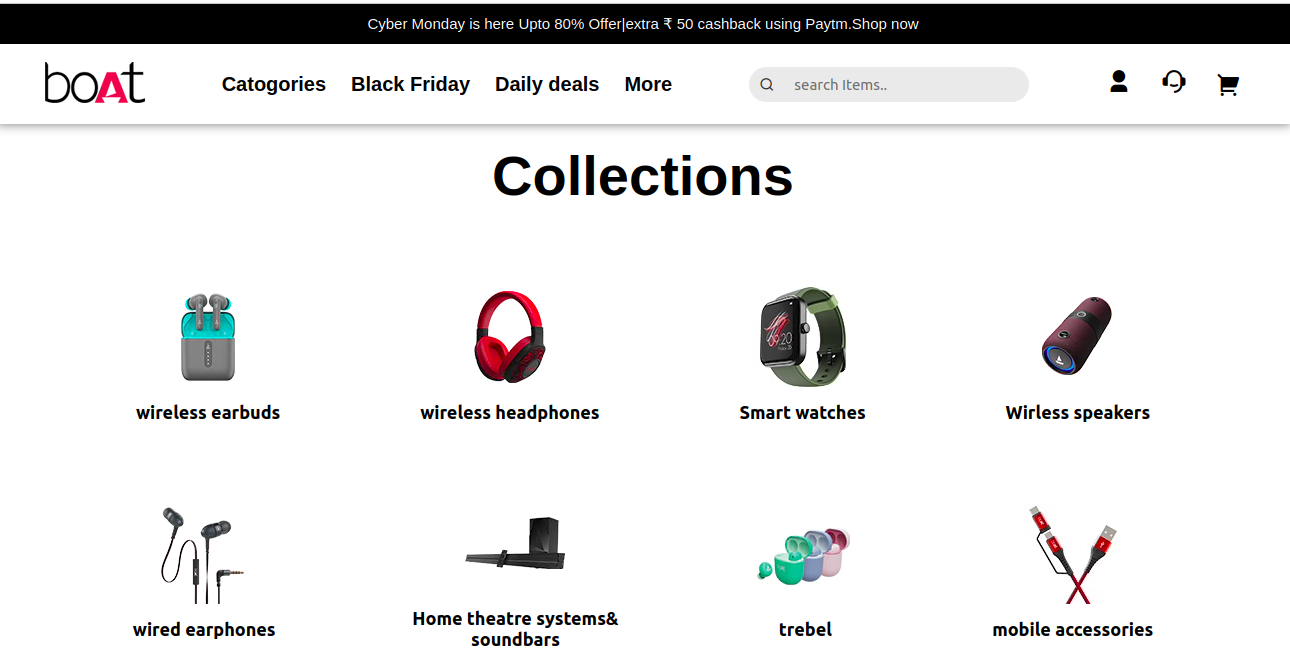 Cyber Monday is here Upto 80% Offer|extra ₹ 50 cashback using Paytm.Shop now
boAt
Catogories Black Friday Daily deals More search Items..
Collections
09:20
wireless earbuds wireless headphones Smart watches Wirless speakers
wired earphones Home theatre systems&
soundbars trebel mobile accessories